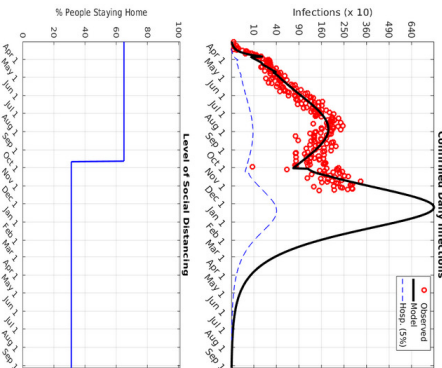 Confirmed Daily Infections
Infections (x 10)
640
490
360
250
160
90
40
10
Observed
Model
Hosp. (5%)
Apr 1
May 1
Jun 1
Jul 1
Aug 1
Sep 1
Oct 1
Nov 1
Dec 1
Jan 1
Feb 1
Mar 1
Apr 1
May 1
Jun 1
Jul 1
Aug 1
Sep 1
Level of Social Distancing
% People Staying Home
100
80
60
40
20
0
Apr 1
May 1
Jun 1
Jul 1
Aug 1
Sep 1
Oct 1
Nov 1
Dec 1
Jan 1
Feb 1
Mar 1
Apr 1
May 1
Jun 1
Jul 1
Aug 1
Sep 1